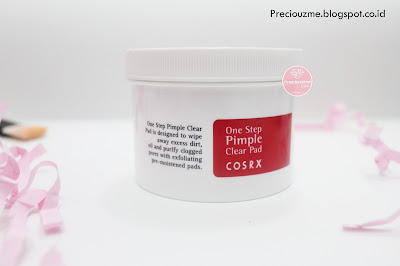 Preciouzme.blogspot.co.id
One Step Pimple Clear
Pad is designed to wipe
away excess dirt,
oil and purify clogged
pores with exfoliating
pre-moistened pads.
One Step
Pimple
Clear Pad
COSRX